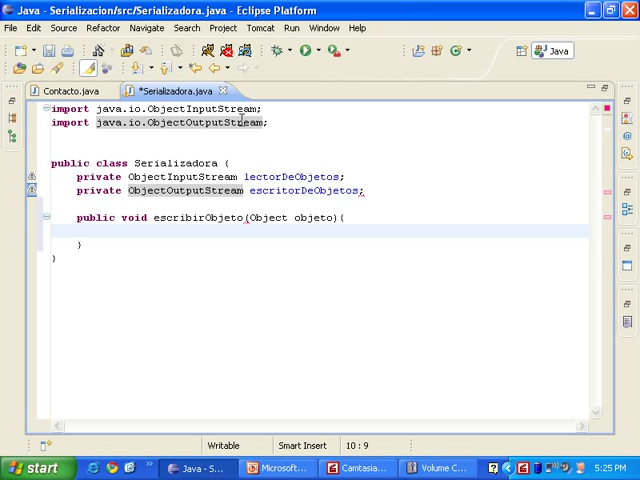 Java - Serializacion/src/Serializadora.java - Eclipse Platform
File Edit Source Refactor Navigate Search Project Tomcat Run Window Help
Java
Contacto.java *Serializadora.java
import java.io.ObjectInputStream;
import java.io.ObjectOutputStream;
public class Serializadora {
private ObjectInputStream lectorDeObjetos;
private ObjectOutputStream escritorDeObjetos;
public void escribirObjeto(Object objeto){
}
}
Writable Smart Insert 10 : 9
start Java - S... Microsoft... Camtasia... Volume C... 5:25 PM